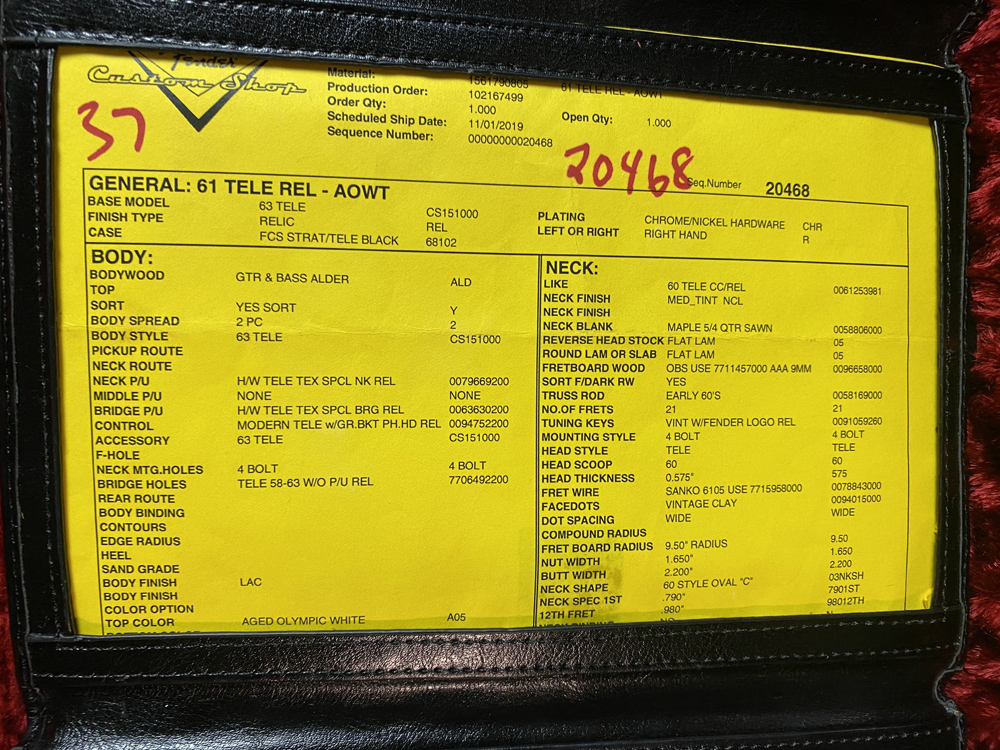 Fender
Custom Shop
Material: 1561790805 61 TELE REL - AOWT
Production Order: 102167499
Order Qty: 1.000 Open Qty: 1.000
Scheduled Ship Date: 11/01/2019
Sequence Number: 00000000020468
37
20468
Seq.Number 20468
GENERAL: 61 TELE REL - AOWT
BASE MODEL 63 TELE CS151000
FINISH TYPE RELIC REL
CASE FCS STRAT/TELE BLACK 68102
PLATING CHROME/NICKEL HARDWARE CHR
LEFT OR RIGHT RIGHT HAND R
BODY:
BODYWOOD GTR & BASS ALDER ALD
TOP
SORT YES SORT Y
BODY SPREAD 2 PC 2
BODY STYLE 63 TELE CS151000
PICKUP ROUTE
NECK ROUTE
NECK P/U H/W TELE TEX SPCL NK REL 0079669200
MIDDLE P/U NONE NONE
BRIDGE P/U H/W TELE TEX SPCL BRG REL 0063630200
CONTROL MODERN TELE w/GR.BKT PH.HD REL 0094752200
ACCESSORY 63 TELE CS151000
F-HOLE
NECK MTG.HOLES 4 BOLT 4 BOLT
BRIDGE HOLES TELE 58-63 W/O P/U REL 7706492200
REAR ROUTE
BODY BINDING
CONTOURS
EDGE RADIUS
HEEL
SAND GRADE
BODY FINISH LAC
BODY FINISH
COLOR OPTION
TOP COLOR AGED OLYMPIC WHITE A05
BOTTOM COLOR
NECK:
LIKE 60 TELE CC/REL 0061253981
NECK FINISH MED_TINT NCL
NECK FINISH
NECK BLANK MAPLE 5/4 QTR SAWN 0058806000
REVERSE HEAD STOCK FLAT LAM 05
ROUND LAM OR SLAB FLAT LAM 05
FRETBOARD WOOD OBS USE 7711457000 AAA 9MM 0096658000
SORT F/DARK RW YES
TRUSS ROD EARLY 60'S 0058169000
NO.OF FRETS 21 21
TUNING KEYS VINT W/FENDER LOGO REL 0091059260
MOUNTING STYLE 4 BOLT 4 BOLT
HEAD STYLE TELE TELE
HEAD SCOOP 60 60
HEAD THICKNESS 0.575" 575
FRET WIRE SANKO 6105 USE 7715958000 0078843000
FACEDOTS VINTAGE CLAY 0094015000
DOT SPACING WIDE WIDE
COMPOUND RADIUS
FRET BOARD RADIUS 9.50" RADIUS 9.50
NUT WIDTH 1.650" 1.650
BUTT WIDTH 2.200" 2.200
NECK SHAPE 60 STYLE OVAL "C" 03NKSH
NECK SPEC 1ST .790" 7901ST
12TH FRET .980" 98012TH
NECK BINDING NO N